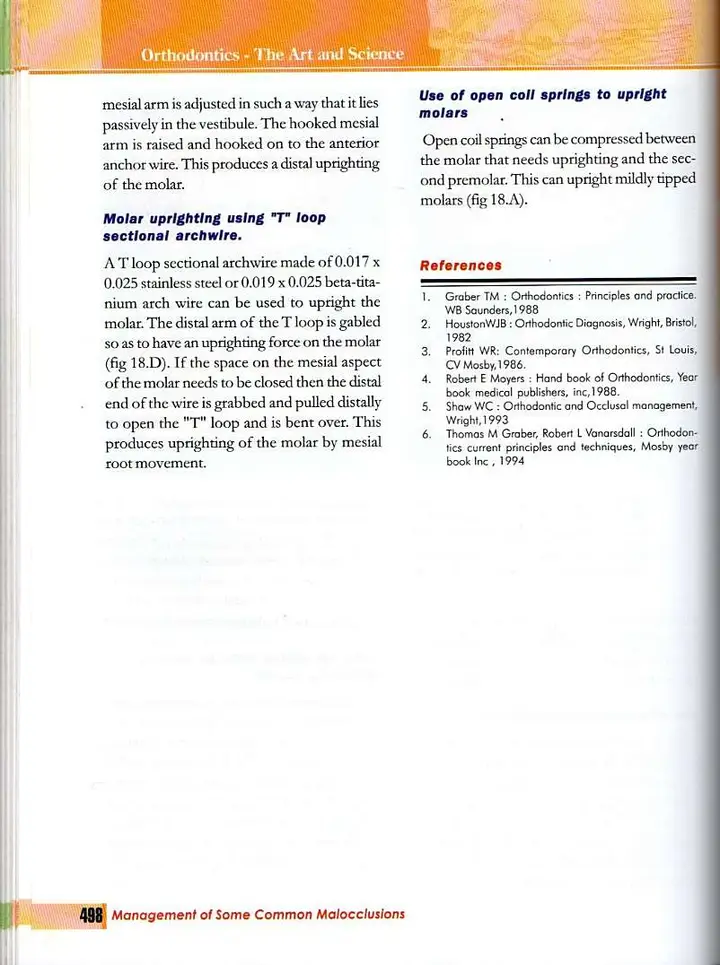 Orthodontics - The Art and Science
mesial arm is adjusted in such a way that it lies
passively in the vestibule. The hooked mesial
arm is raised and hooked on to the anterior
anchor wire. This produces a distal uprighting
of the molar.
Molar uprighting using "T" loop
sectional archwire.
A T loop sectional archwire made of 0.017 x
0.025 stainless steel or 0.019 x 0.025 beta-tita-
nium arch wire can be used to upright the
molar. The distal arm of the T loop is gabled
so as to have an uprighting force on the molar
(fig 18.D). If the space on the mesial aspect
of the molar needs to be closed then the distal
end of the wire is grabbed and pulled distally
to open the "T" loop and is bent over. This
produces uprighting of the molar by mesial
root movement.
Use of open coil springs to upright
molars
Open coil springs can be compressed between
the molar that needs uprighting and the sec-
ond premolar. This can upright mildly tipped
molars (fig 18.A).
References
1. Graber TM : Orthodontics : Principles and practice.
WB Saunders,1988
2. HoustonWJB : Orthodontic Diagnosis, Wright, Bristol,
1982
3. Profitt WR: Contemporary Orthodontics, St Louis,
CV Mosby,1986.
4. Robert E Moyers : Hand book of Orthodontics, Year
book medical publishers, inc,1988.
5. Shaw WC : Orthodontic and Occlusal management,
Wright,1993
6. Thomas M Graber, Robert L Vanarsdall : Orthodon-
tics current principles and techniques, Mosby year
book Inc , 1994
498 Management of Some Common Malocclusions